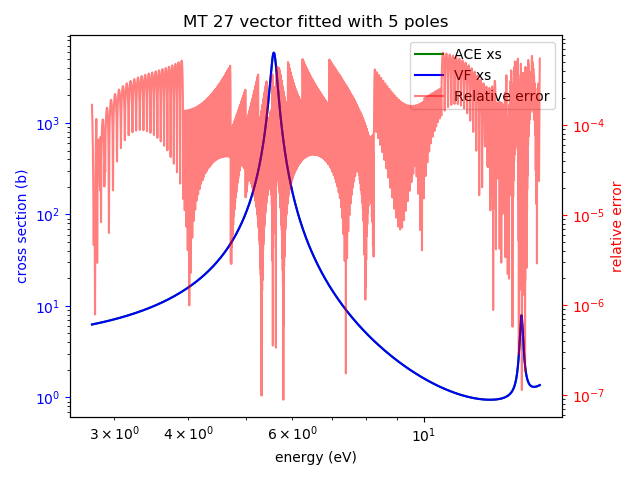 MT 27 vector fitted with 5 poles
ACE xs
VF xs
Relative error
cross section (b)
10³
10²
10¹
10⁰
10⁻⁴
10⁻⁵
10⁻⁶
10⁻⁷
relative error
3 × 10⁰ 4 × 10⁰ 6 × 10⁰ 10¹
energy (eV)